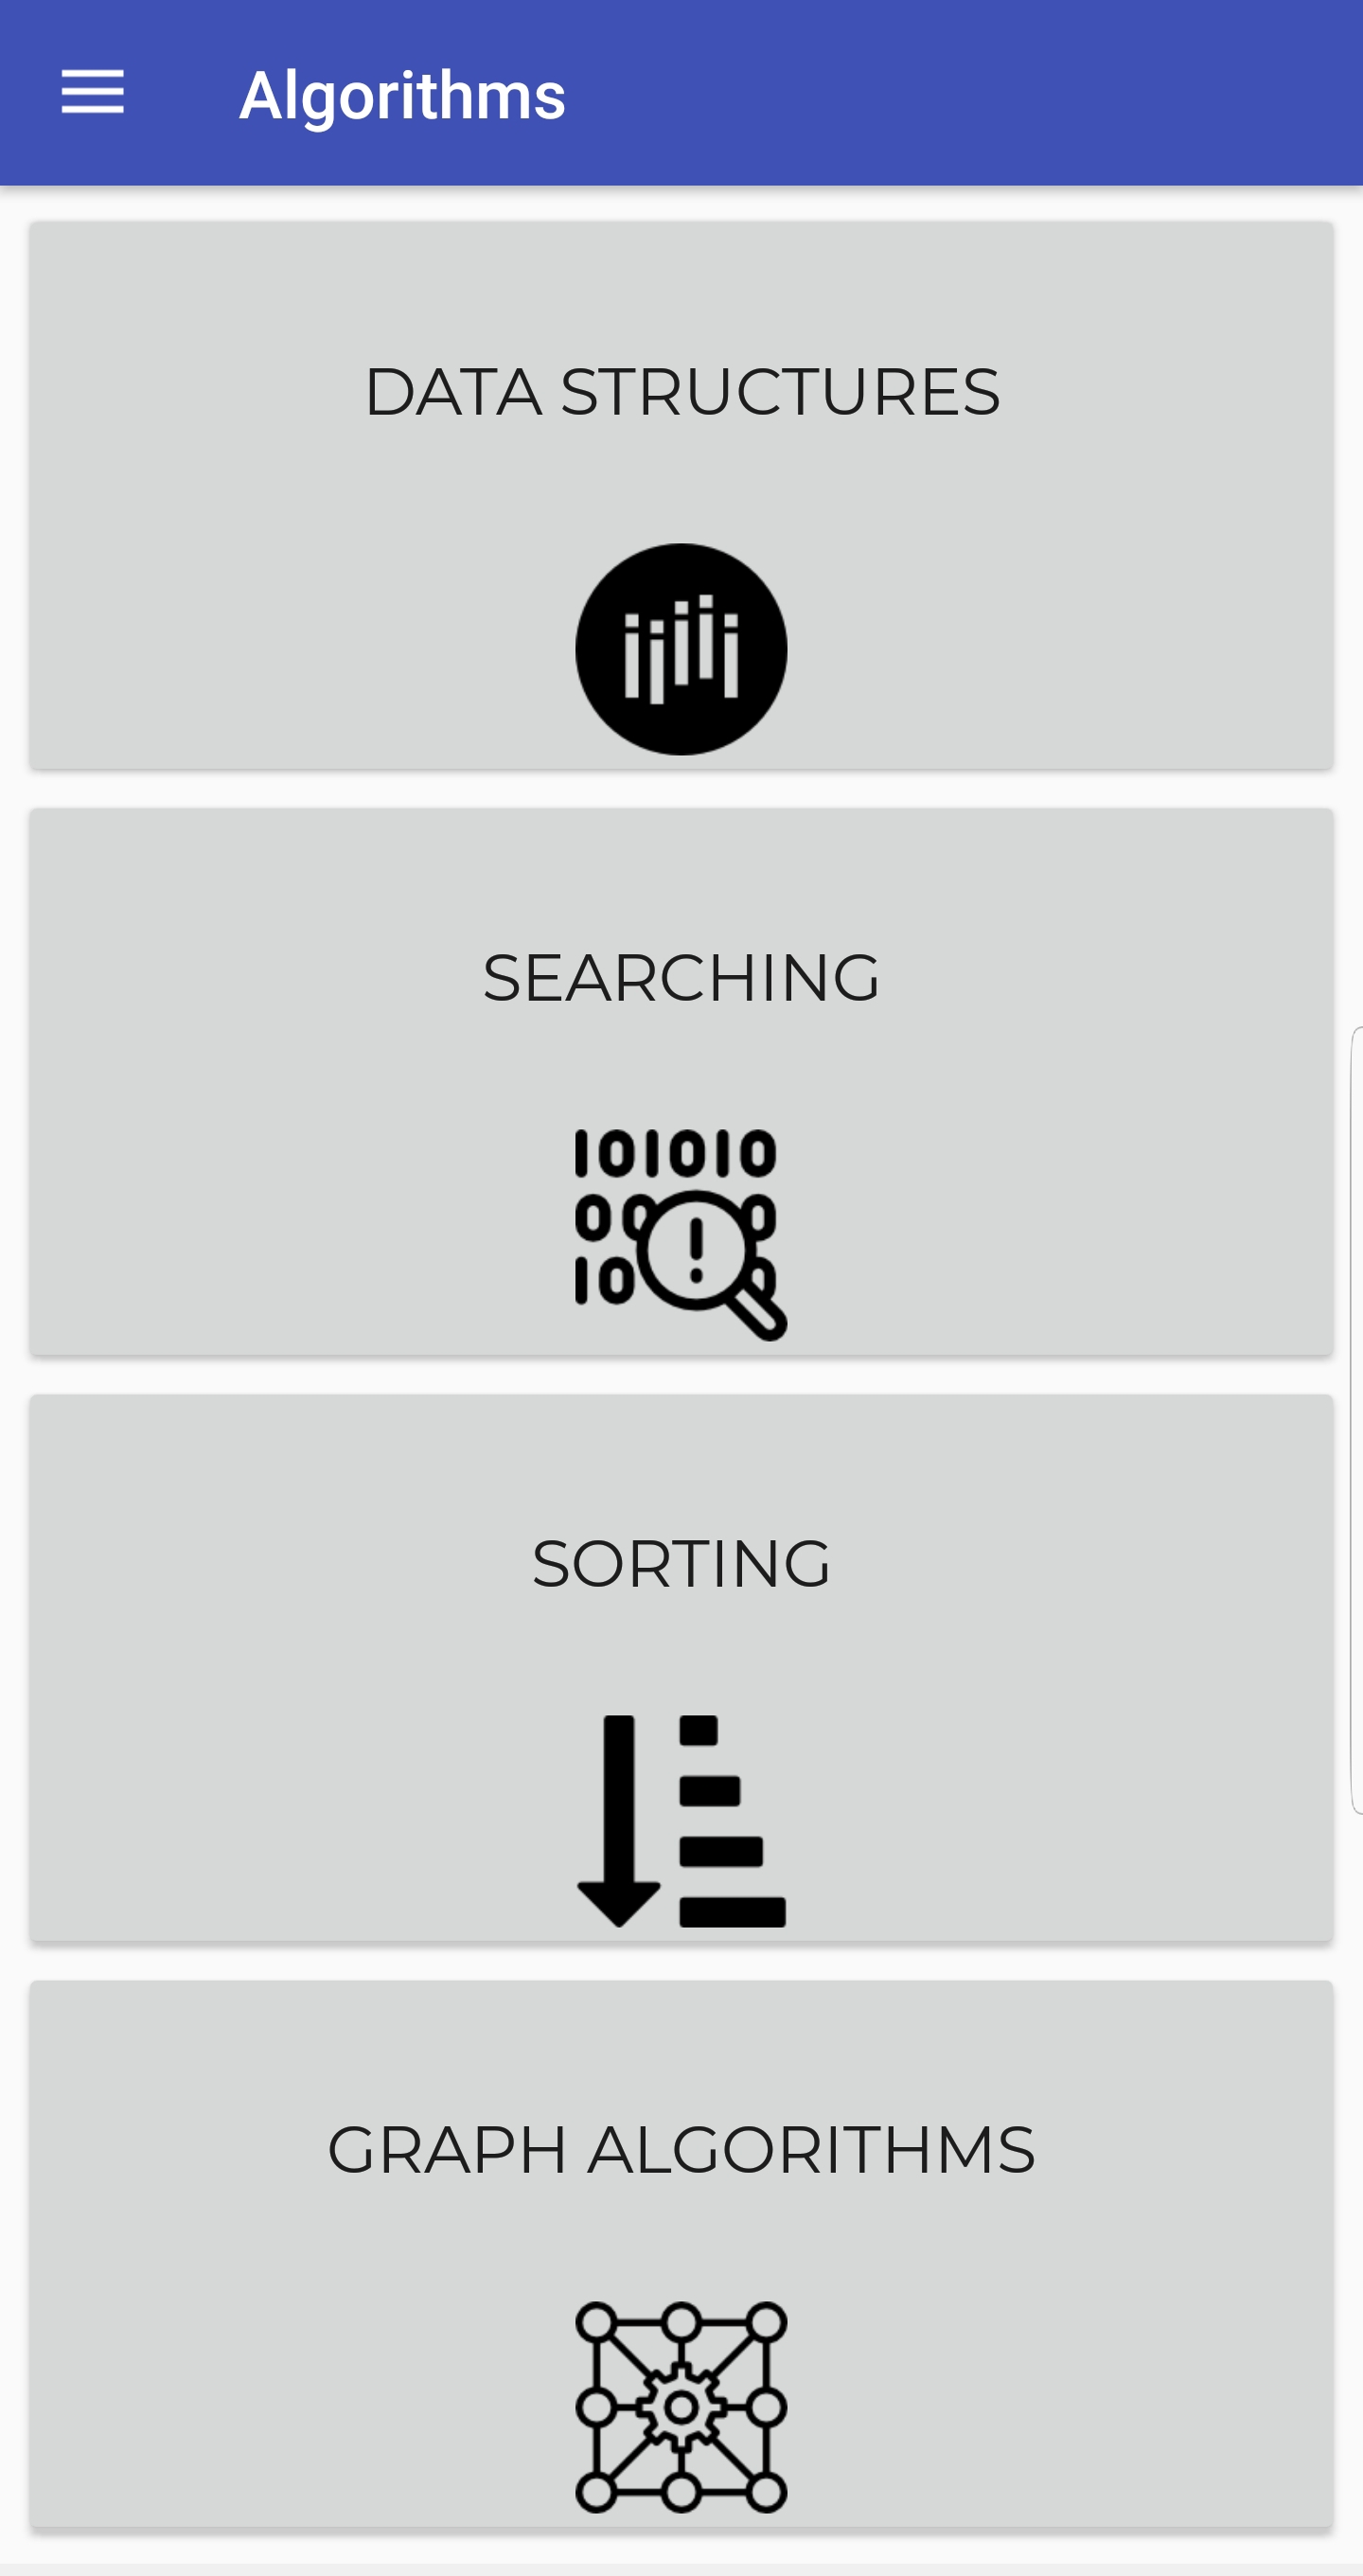 Algorithms
DATA STRUCTURES
SEARCHING
101010
SORTING
GRAPH ALGORITHMS